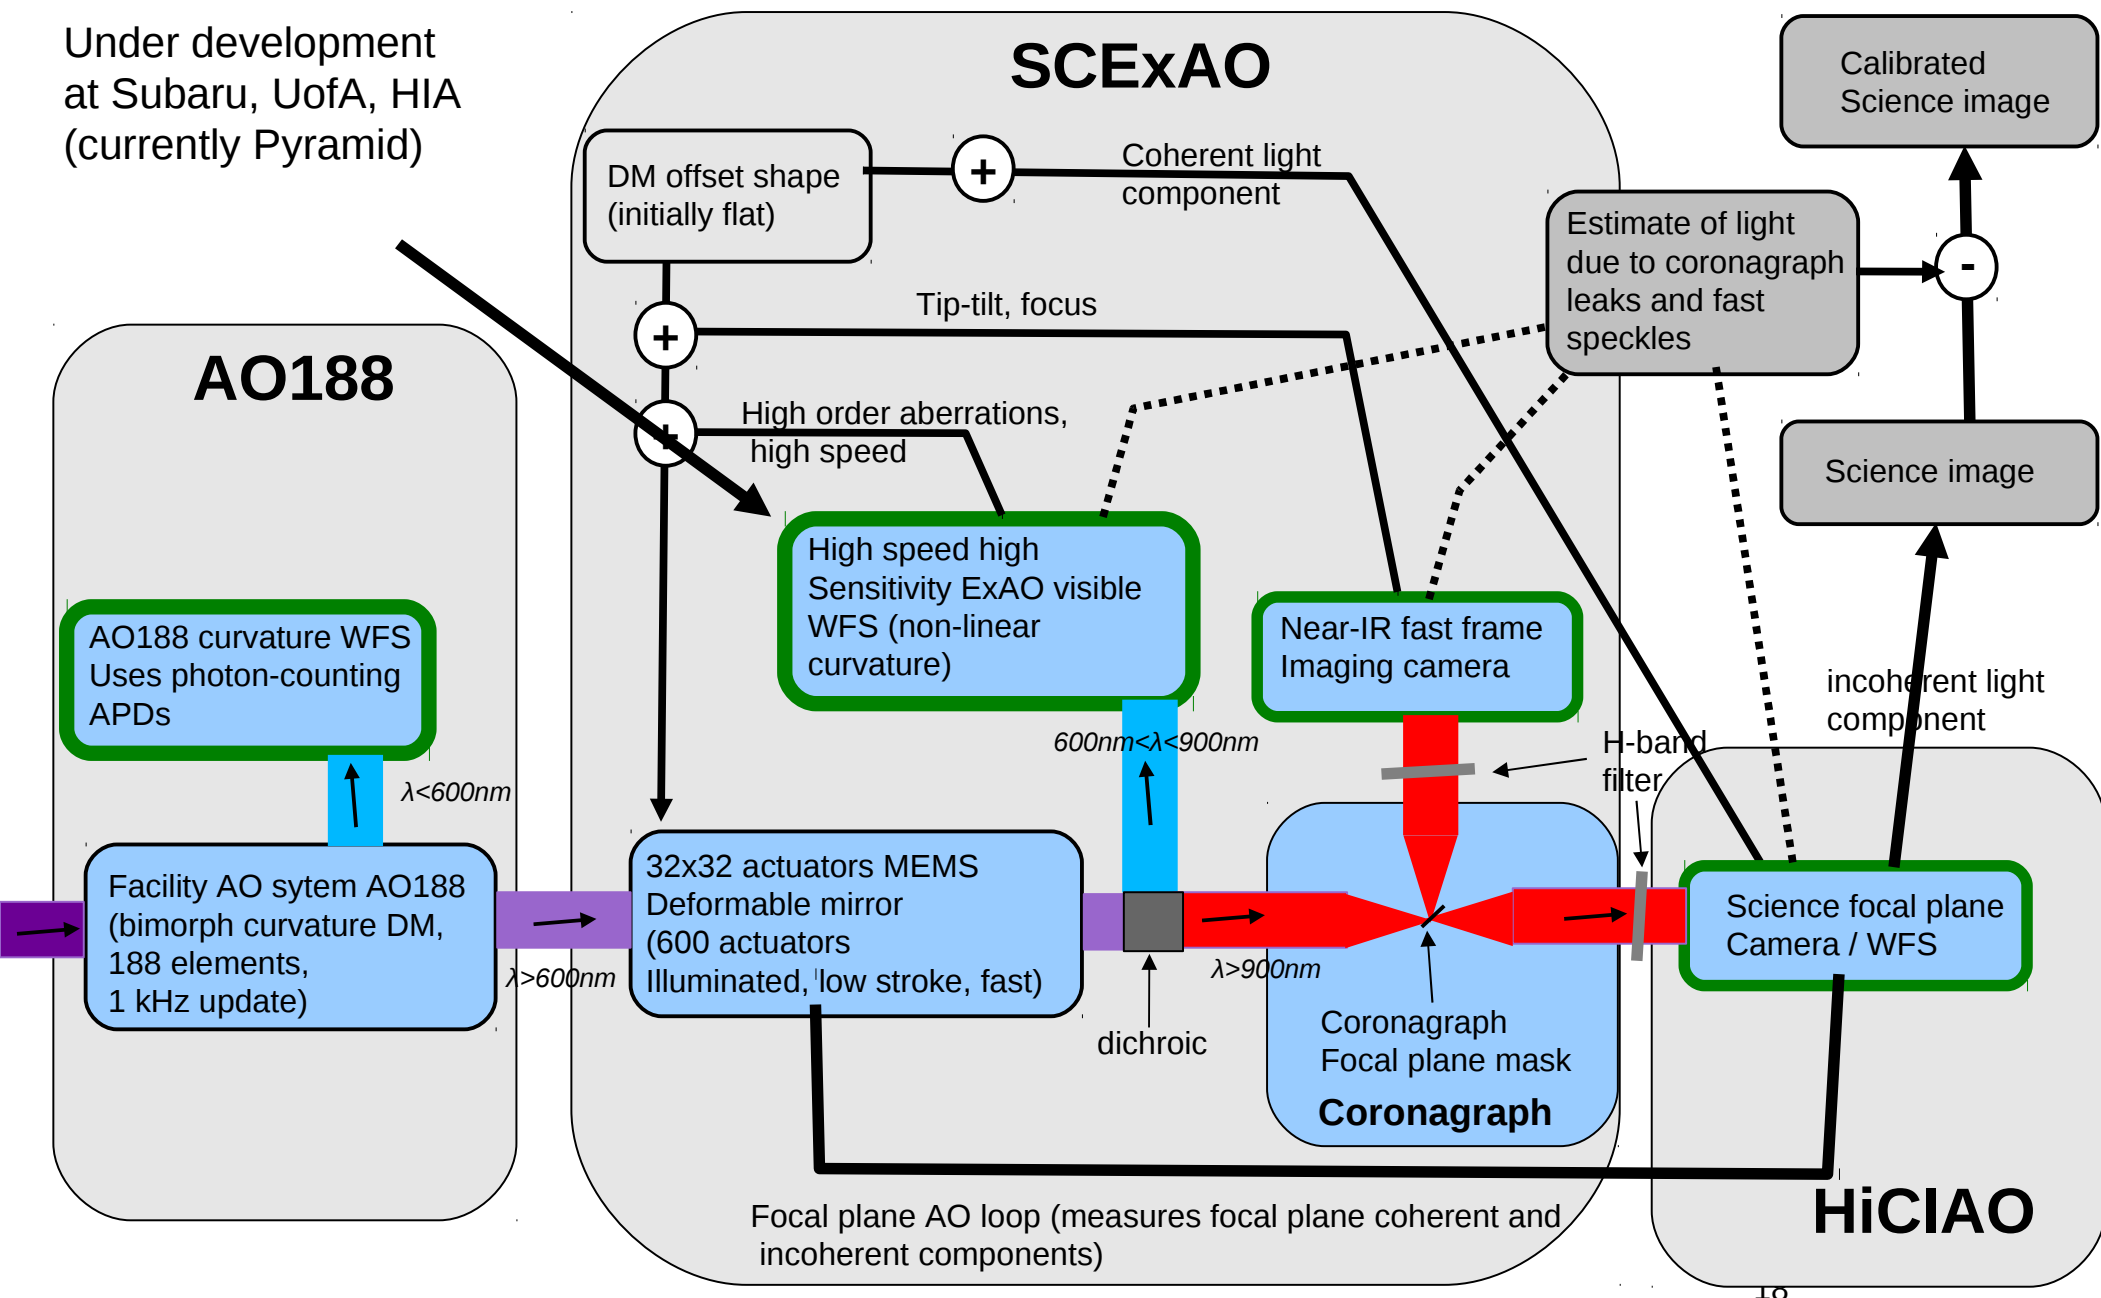 Under development
at Subaru, UofA, HIA
(currently Pyramid)
SCExAO
Calibrated
Science image
DM offset shape
(initially flat)
+
Coherent light
component
Estimate of light
due to coronagraph
leaks and fast
speckles
-
Tip-tilt, focus
+
AO188
High order aberrations,
high speed
+
Science image
High speed high
Sensitivity ExAO visible
WFS (non-linear
curvature)
Near-IR fast frame
Imaging camera
AO188 curvature WFS
Uses photon-counting
APDs
incoherent light
component
600nm<λ<900nm
H-band
filter
λ<600nm
Facility AO sytem AO188
(bimorph curvature DM,
188 elements,
1 kHz update)
λ>600nm
32x32 actuators MEMS
Deformable mirror
(600 actuators
Illuminated, low stroke, fast)
λ>900nm
dichroic
Coronagraph
Focal plane mask
Coronagraph
Science focal plane
Camera / WFS
HiCIAO
Focal plane AO loop (measures focal plane coherent and
incoherent components)
18